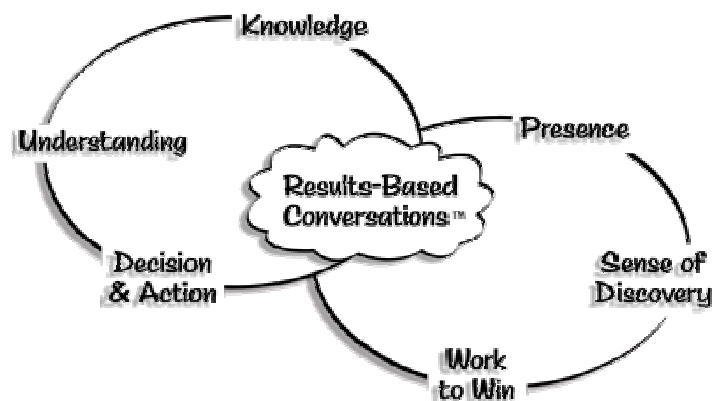 Knowledge
Presence
Understanding
Results-Based
Conversations™
Decision
& Action
Sense of
Discovery
Work
to Win